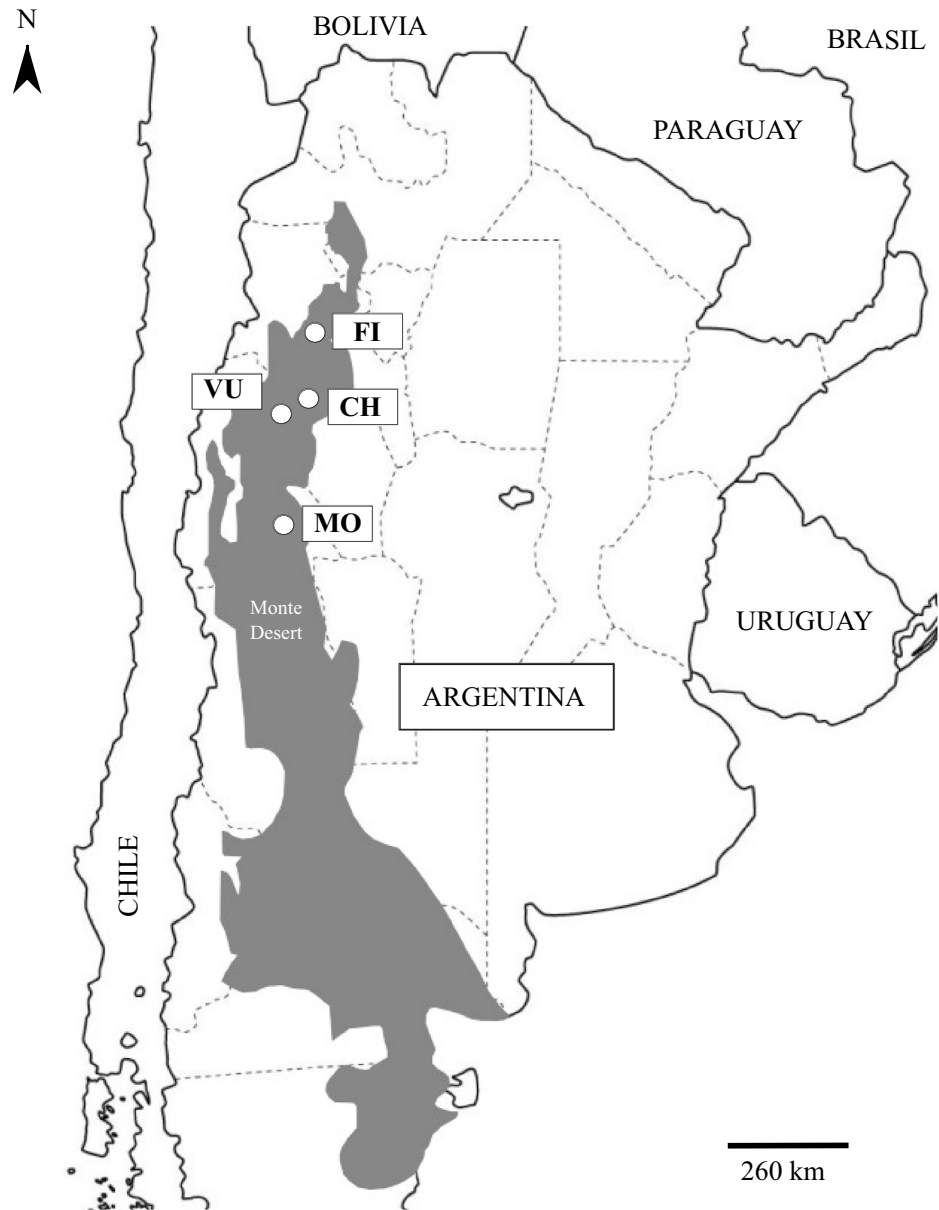 N
BOLIVIA
BRASIL
PARAGUAY
FI
VU
CH
MO
Monte
Desert
URUGUAY
ARGENTINA
CHILE
260 km